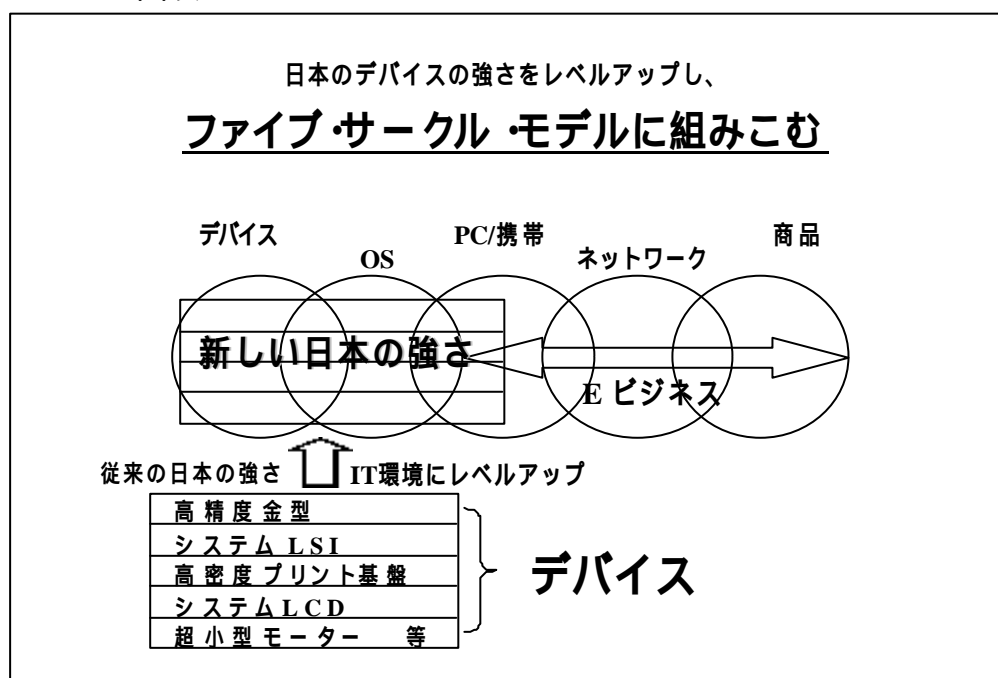 日本のデバイスの強さをレベルアップし、
ファイブ・サークル・モデルに組みこむ
デバイス
OS
PC/携帯
ネットワーク
商品
新しい日本の強さ
Eビジネス
従来の日本の強さ
IT環境にレベルアップ
高精度金型
システムLSI
高密度プリント基盤
システムLCD
超小型モーター 等
デバイス